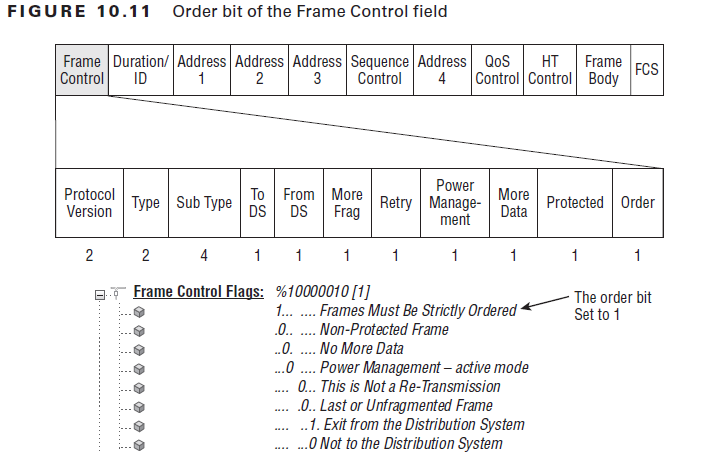 FIGURE 10.11 Order bit of the Frame Control field
Frame Control Duration/ ID Address 1 Address 2 Address 3 Sequence Control Address 4 QoS Control HT Control Frame Body FCS
Protocol Version Type Sub Type To DS From DS More Frag Retry Power Manage- ment More Data Protected Order
2 2 4 1 1 1 1 1 1 1 1
Frame Control Flags: %10000010 [1]
1... .... Frames Must Be Strictly Ordered
The order bit
Set to 1
.0.. .... Non-Protected Frame
..0. .... No More Data
...0 .... Power Management – active mode
.... 0... This is Not a Re-Transmission
.... .0.. Last or Unfragmented Frame
.... ..1. Exit from the Distribution System
.... ...0 Not to the Distribution System